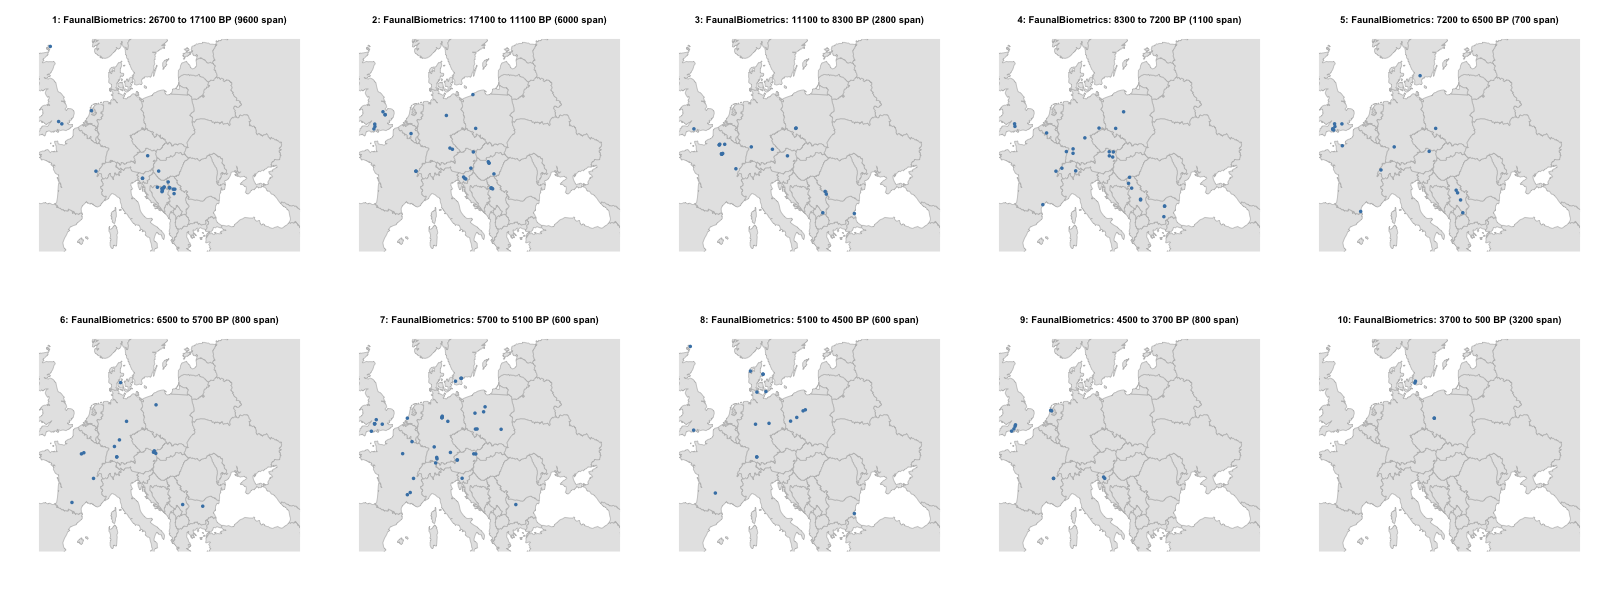 1: FaunalBiometrics: 26700 to 17100 BP (9600 span)
2: FaunalBiometrics: 17100 to 11100 BP (6000 span)
3: FaunalBiometrics: 11100 to 8300 BP (2800 span)
4: FaunalBiometrics: 8300 to 7200 BP (1100 span)
5: FaunalBiometrics: 7200 to 6500 BP (700 span)
6: FaunalBiometrics: 6500 to 5700 BP (800 span)
7: FaunalBiometrics: 5700 to 5100 BP (600 span)
8: FaunalBiometrics: 5100 to 4500 BP (600 span)
9: FaunalBiometrics: 4500 to 3700 BP (800 span)
10: FaunalBiometrics: 3700 to 500 BP (3200 span)